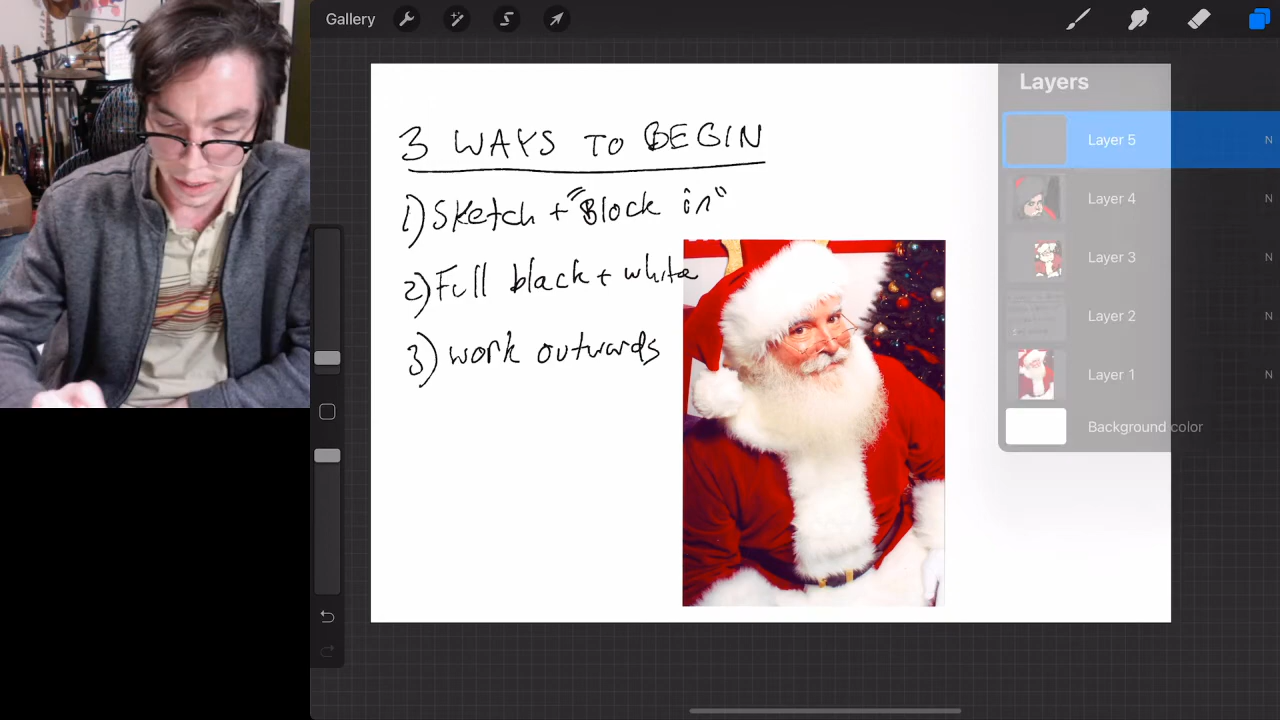 Gallery
Layers
3 WAYS TO BEGIN
1) Sketch + "Block in"
2) Full black + white
3) work outwards
Layer 5 N
Layer 4 N
Layer 3 N
Layer 2 N
Layer 1 N
Background color